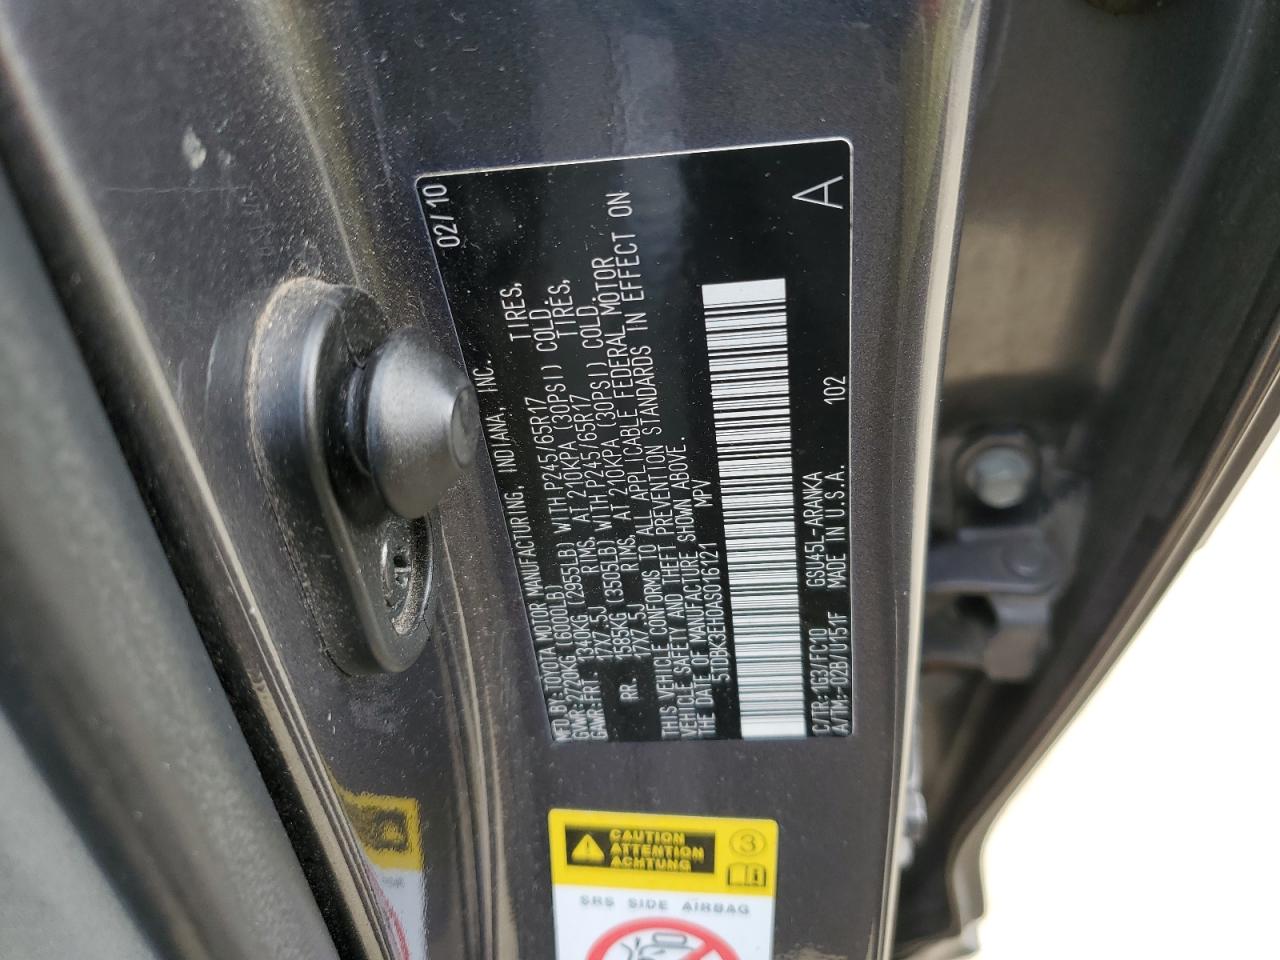 MFD BY: TOYOTA MOTOR MANUFACTURING, INDIANA, INC. 02/10
GVWR:2720KG (6000LB)
GAWR:FRT. 1340KG (2955LB) WITH P245/65R17 TIRES,
17X7.5J RIMS, AT 210KPA (30PSI) COLD.
RR. 1585KG (3505LB) WITH P245/65R17 TIRES,
17X7.5J RIMS, AT 210KPA (30PSI) COLD.
THIS VEHICLE CONFORMS TO ALL APPLICABLE FEDERAL MOTOR
VEHICLE SAFETY AND THEFT PREVENTION STANDARDS IN EFFECT ON
THE DATE OF MANUFACTURE SHOWN ABOVE.
5TDBK3EH0AS016121 MPV
C/TR:1G3/FC10 GSU45L-ARANKA 102
A/TM:-02B/U151F MADE IN U.S.A.
A
CAUTION
ATTENTION
ACHTUNG
3
SRS SIDE AIRBAG